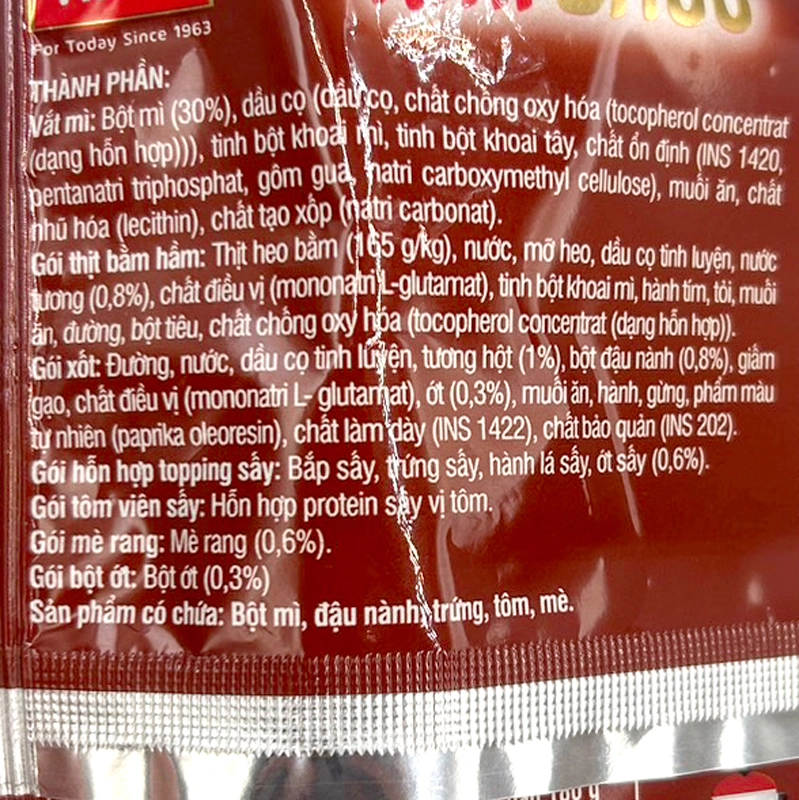 For Today Since 1963
THÀNH PHẦN:
Vắt mì: Bột mì (30%), dầu cọ (dầu cọ, chất chống oxy hóa (tocopherol concentrat
(dạng hỗn hợp))), tinh bột khoai mì, tinh bột khoai tây, chất ổn định (INS 1420,
pentanatri triphosphat, gôm gua, natri carboxymethyl cellulose), muối ăn, chất
nhũ hóa (lecithin), chất tạo xốp (natri carbonat).
Gói thịt bằm hầm: Thịt heo bằm (165 g/kg), nước, mỡ heo, dầu cọ tinh luyện, nước
tương (0,8%), chất điều vị (mononatri L-glutamat), tinh bột khoai mì, hành tím, tỏi, muối
ăn, đường, bột tiêu, chất chống oxy hóa (tocopherol concentrat (dạng hỗn hợp)).
Gói xốt: Đường, nước, dầu cọ tinh luyện, tương hột (1%), bột đậu nành (0,8%), giấm
gạo, chất điều vị (mononatri L- glutamat), ớt (0,3%), muối ăn, hành, gừng, phẩm màu
tự nhiên (paprika oleoresin), chất làm dày (INS 1422), chất bảo quản (INS 202).
Gói hỗn hợp topping sấy: Bắp sấy, trứng sấy, hành lá sấy, ớt sấy (0,6%).
Gói tôm viên sấy: Hỗn hợp protein sấy vị tôm.
Gói mè rang: Mè rang (0,6%).
Gói bột ớt: Bột ớt (0,3%)
Sản phẩm có chứa: Bột mì, đậu nành, trứng, tôm, mè.